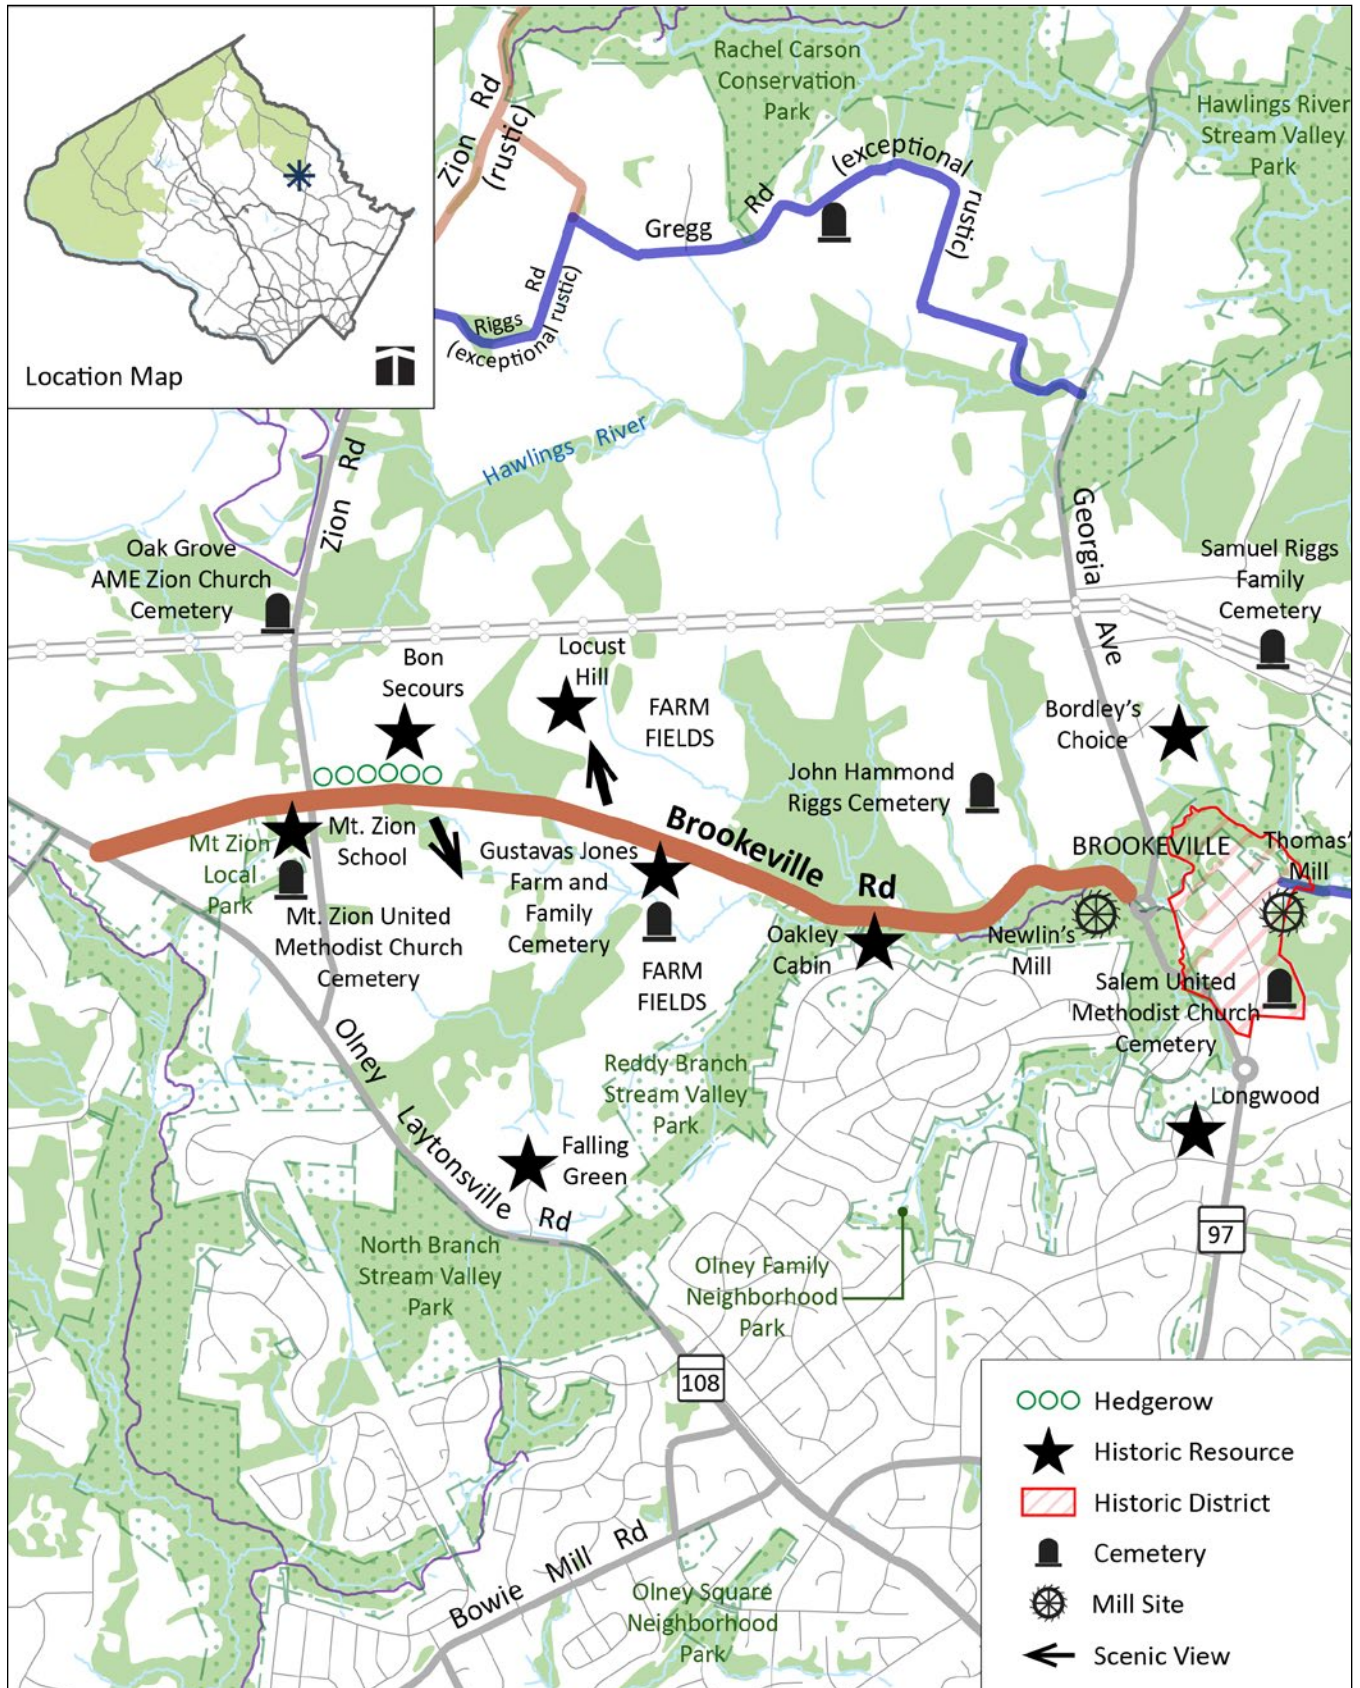 Location Map
Rachel Carson
Conservation
Park
Hawlings River
Stream Valley
Park
Zion Rd
(rustic)
(exceptional rustic)
Gregg Rd
Riggs Rd
(exceptional rustic)
Hawlings River
Zion Rd
Georgia Ave
Oak Grove
AME Zion Church
Cemetery
Samuel Riggs
Family
Cemetery
Bon
Secours
Locust
Hill
FARM
FIELDS
Bordley's
Choice
John Hammond
Riggs Cemetery
Brookeville Rd
Mt Zion
Local
Park
Mt. Zion
School
Gustavas Jones
Farm and
Family
Cemetery
BROOKEVILLE
Thomas'
Mill
Mt. Zion United
Methodist Church
Cemetery
FARM
FIELDS
Oakley
Cabin
Newlin's
Mill
Salem United
Methodist Church
Cemetery
Olney Laytonsville Rd
Reddy Branch
Stream Valley
Park
Longwood
Falling
Green
North Branch
Stream Valley
Park
Olney Family
Neighborhood
Park
97
108
Bowie Mill Rd
Olney Square
Neighborhood
Park
Hedgerow
Historic Resource
Historic District
Cemetery
Mill Site
Scenic View